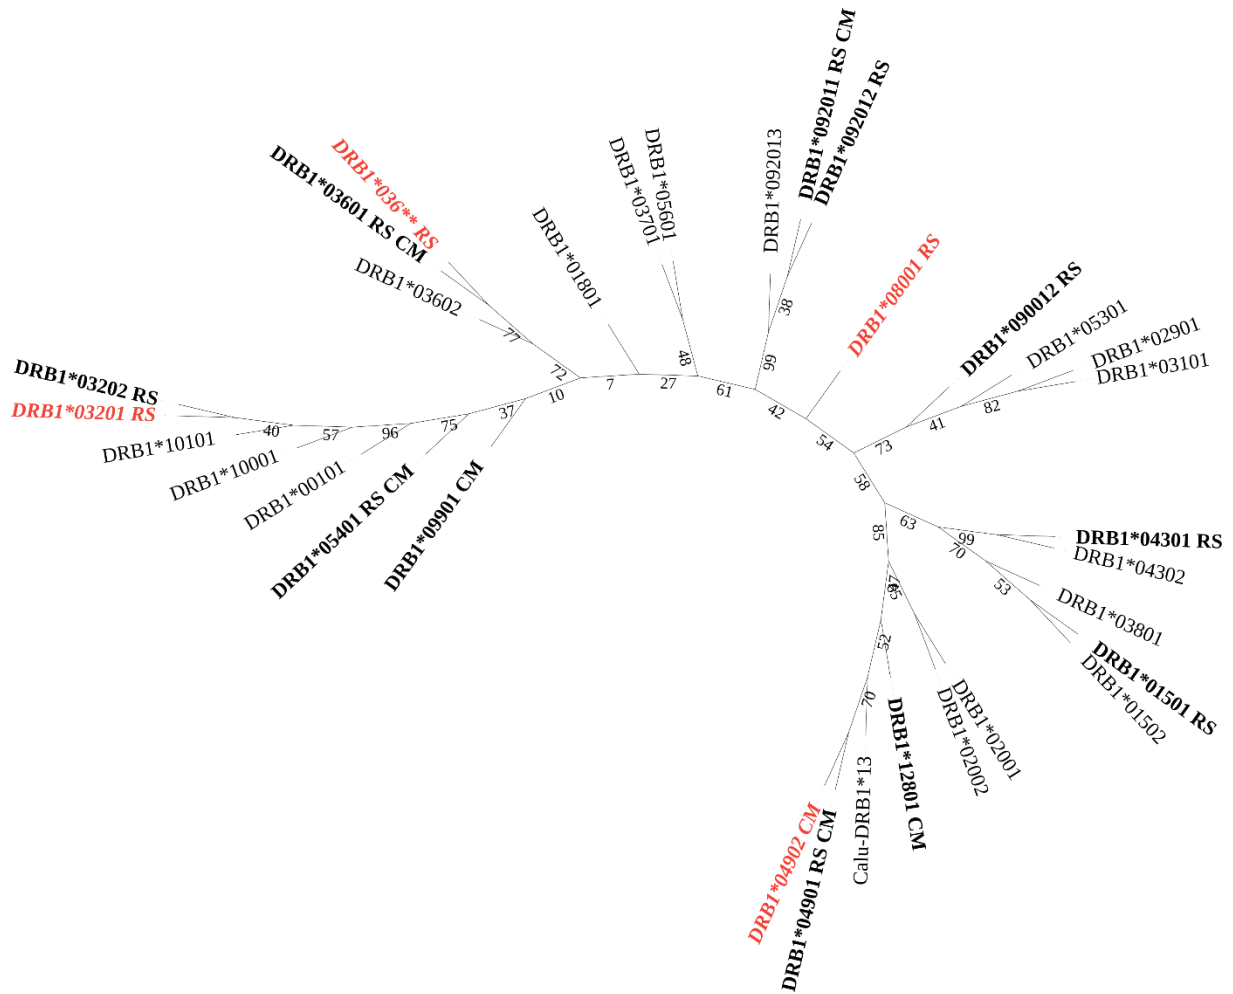 DRB1*092011 RS CM
DRB1*092012 RS
DRB1*092013
DRB1*05601
DRB1*03701
DRB1*036** RS
DRB1*03601 RS CM
DRB1*03602
DRB1*01801
DRB1*08001 RS
DRB1*090012 RS
DRB1*05301
DRB1*02901
DRB1*03101
DRB1*03202 RS
DRB1*03201 RS
DRB1*10101
DRB1*10001
DRB1*00101
DRB1*05401 RS CM
DRB1*09901 CM
DRB1*04301 RS
DRB1*04302
DRB1*03801
DRB1*01501 RS
DRB1*01502
DRB1*02001
DRB1*02002
DRB1*12801 CM
Calu-DRB1*13
DRB1*04901 RS CM
DRB1*04902 CM
77
72
7
27
48
61
99
38
42
54
73
41
82
58
63
99
70
53
85
65
52
70
10
37
75
96
57
40